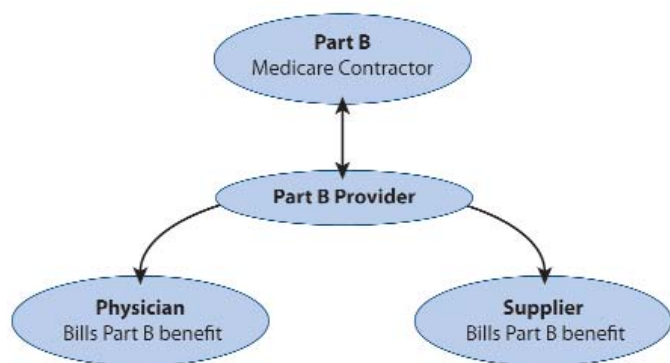 Part B
Medicare Contractor
Part B Provider
Physician
Bills Part B benefit
Supplier
Bills Part B benefit